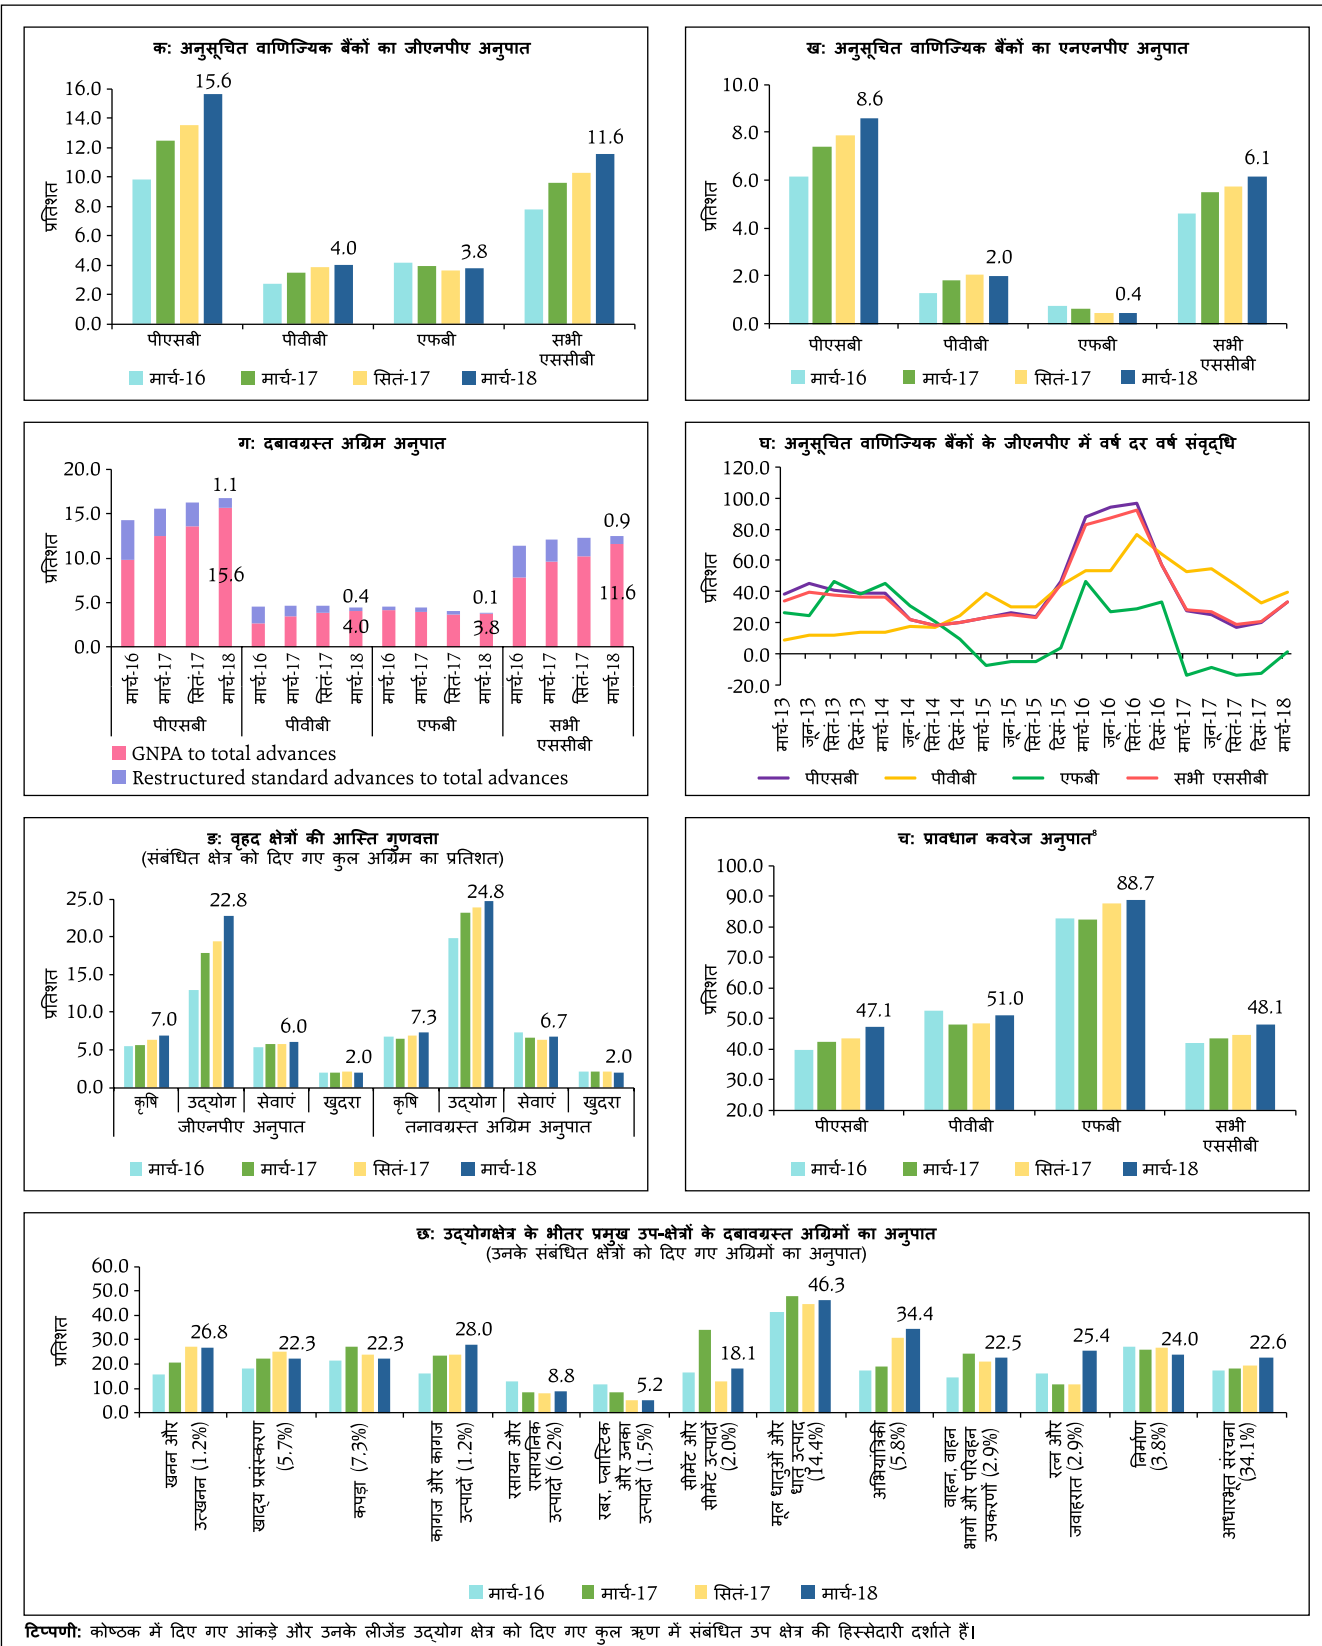 क: अनुसूचित वाणिज्यिक बैंकों का जीएनपीए अनुपात
प्रतिशत
16.0
14.0
12.0
10.0
8.0
6.0
4.0
2.0
0.0
15.6
4.0
3.8
11.6
पीएसबी
पीवीबी
एफबी
सभी
एससीबी
मार्च-16
मार्च-17
सितं-17
मार्च-18
ख: अनुसूचित वाणिज्यिक बैंकों का एनएनपीए अनुपात
प्रतिशत
10.0
8.0
6.0
4.0
2.0
0.0
8.6
2.0
0.4
6.1
पीएसबी
पीवीबी
एफबी
सभी
एससीबी
मार्च-16
मार्च-17
सितं-17
मार्च-18
ग: दबावग्रस्त अग्रिम अनुपात
प्रतिशत
20.0
15.0
10.0
5.0
0.0
1.1
15.6
0.4
4.0
0.1
3.8
0.9
11.6
मार्च-16
मार्च-17
सितं-17
मार्च-18
मार्च-16
मार्च-17
सितं-17
मार्च-18
मार्च-16
मार्च-17
सितं-17
मार्च-18
मार्च-16
मार्च-17
सितं-17
मार्च-18
पीएसबी
पीवीबी
एफबी
सभी
एससीबी
GNPA to total advances
Restructured standard advances to total advances
घ: अनुसूचित वाणिज्यिक बैंकों के जीएनपीए में वर्ष दर वर्ष संवृद्धि
प्रतिशत
120.0
100.0
80.0
60.0
40.0
20.0
0.0
-20.0
मार्च-13
जून-13
सितं-13
दिसं-13
मार्च-14
जून-14
सितं-14
दिसं-14
मार्च-15
जून-15
सितं-15
दिसं-15
मार्च-16
जून-16
सितं-16
दिसं-16
मार्च-17
जून-17
सितं-17
दिसं-17
मार्च-18
पीएसबी
पीवीबी
एफबी
सभी एससीबी
ङ: वृहद क्षेत्रों की आस्ति गुणवत्ता
(संबंधित क्षेत्र को दिए गए कुल अग्रिम का प्रतिशत)
प्रतिशत
25.0
20.0
15.0
10.0
5.0
0.0
7.0
22.8
6.0
2.0
7.3
24.8
6.7
2.0
कृषि
उद्योग
सेवाएं
खुदरा
कृषि
उद्योग
सेवाएं
खुदरा
जीएनपीए अनुपात
तनावग्रस्त अग्रिम अनुपात
मार्च-16
मार्च-17
सितं-17
मार्च-18
च: प्रावधान कवरेज अनुपात⁸
प्रतिशत
100.0
90.0
80.0
70.0
60.0
50.0
40.0
30.0
20.0
47.1
51.0
88.7
48.1
पीएसबी
पीवीबी
एफबी
सभी
एससीबी
मार्च-16
मार्च-17
सितं-17
मार्च-18
छ: उद्योगक्षेत्र के भीतर प्रमुख उप-क्षेत्रों के दबावग्रस्त अग्रिमों का अनुपात
(उनके संबंधित क्षेत्रों को दिए गए अग्रिमों का अनुपात)
प्रतिशत
60.0
50.0
40.0
30.0
20.0
10.0
0.0
26.8
22.3
22.3
28.0
8.8
5.2
18.1
46.3
34.4
22.5
25.4
24.0
22.6
खनन और
उत्खनन (1.2%)
खाद्य प्रसंस्करण
(5.7%)
कपड़ा (7.3%)
कागज और कागज
उत्पादों (1.2%)
रसायन और
रासायनिक
उत्पादों (6.2%)
रबर, प्लास्टिक
और उनका
उत्पादों (1.5%)
सीमेंट और
सीमेंट उत्पादों
(2.0%)
मूल धातुओं और
धातु उत्पाद
(14.4%)
अभियांत्रिकी
(5.8%)
वाहन, वाहन
भागों और परिवहन
उपकरणों (2.9%)
रत्न और
जवाहरात (2.9%)
निर्माण
(3.8%)
आधारभूत संरचना
(34.1%)
मार्च-16
मार्च-17
सितं-17
मार्च-18
टिप्पणी: कोष्ठक में दिए गए आंकड़े और उनके लीजेंड उद्योग क्षेत्र को दिए गए कुल ऋण में संबंधित उप क्षेत्र की हिस्सेदारी दर्शाते हैं।